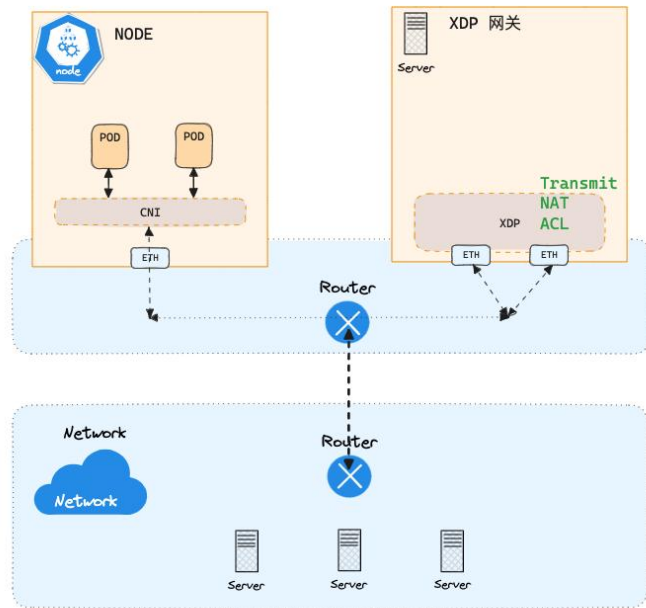 NODE
node
POD
POD
CNI
ETH
XDP 网关
Server
Transmit
NAT
ACL
XDP
ETH
ETH
Router
Network
Network
Router
Server
Server
Server